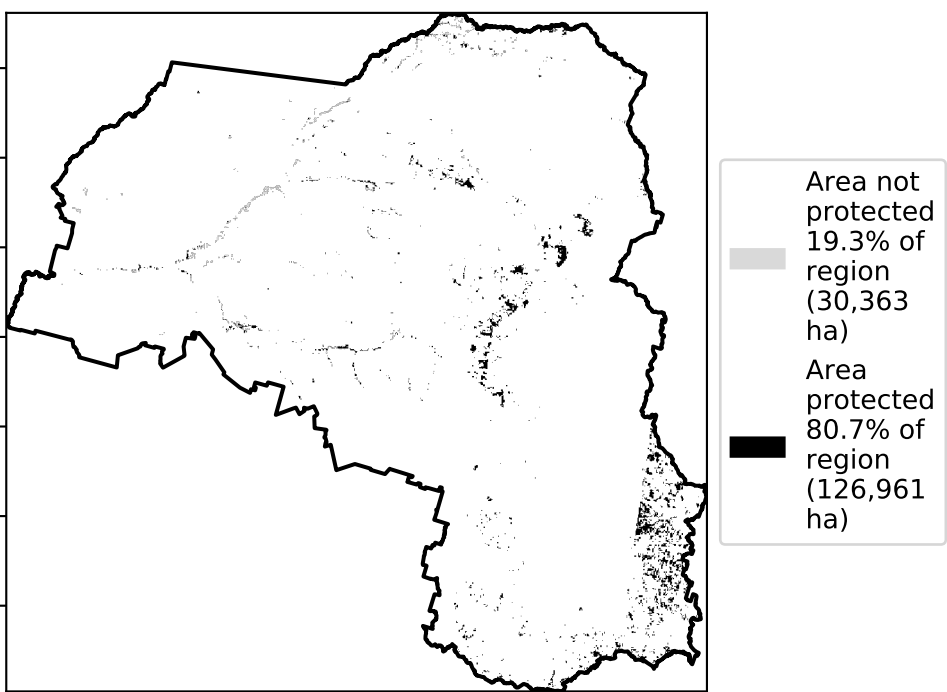 Area not
protected
19.3% of
region
(30,363
ha)
Area
protected
80.7% of
region
(126,961
ha)